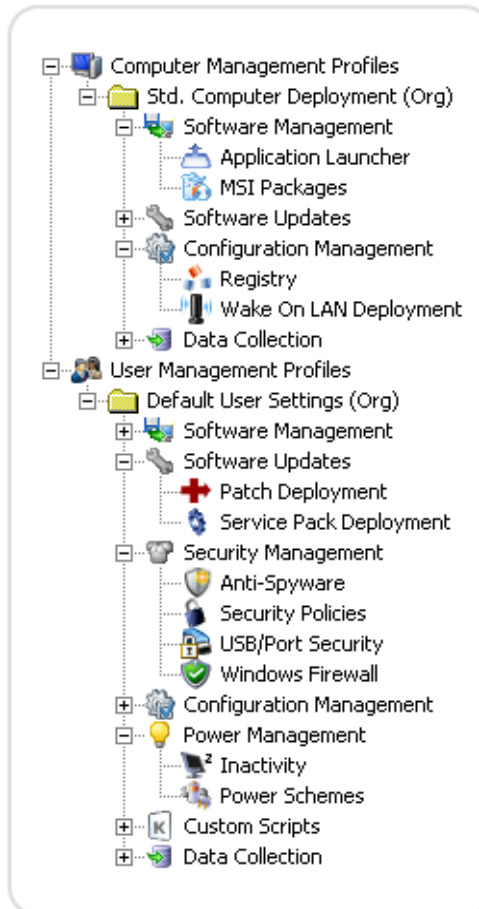 Computer Management Profiles
Std. Computer Deployment (Org)
Software Management
Application Launcher
MSI Packages
Software Updates
Configuration Management
Registry
Wake On LAN Deployment
Data Collection
User Management Profiles
Default User Settings (Org)
Software Management
Software Updates
Patch Deployment
Service Pack Deployment
Security Management
Anti-Spyware
Security Policies
USB/Port Security
Windows Firewall
Configuration Management
Power Management
Inactivity
Power Schemes
Custom Scripts
Data Collection